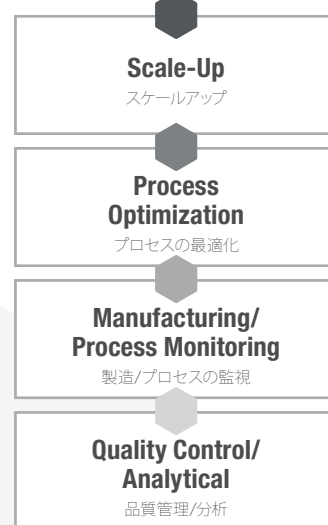 Scale-Up
スケールアップ
Process
Optimization
プロセスの最適化
Manufacturing/
Process Monitoring
製造/プロセスの監視
Quality Control/
Analytical
品質管理/分析